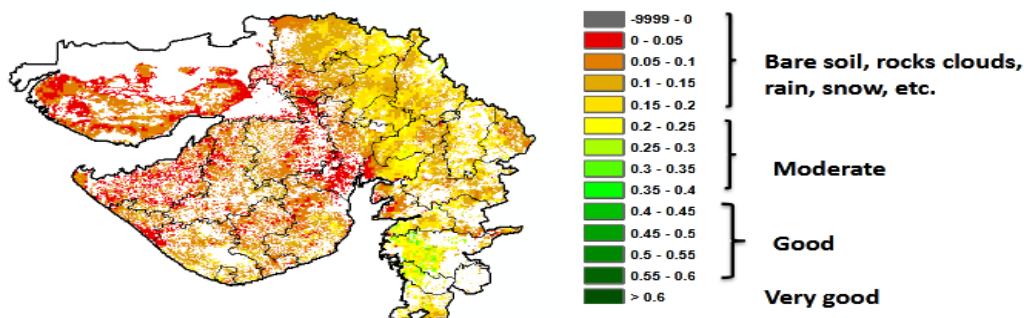 -9999 - 0
0 - 0.05
0.05 - 0.1
0.1 - 0.15
0.15 - 0.2
0.2 - 0.25
0.25 - 0.3
0.3 - 0.35
0.35 - 0.4
0.4 - 0.45
0.45 - 0.5
0.5 - 0.55
0.55 - 0.6
> 0.6
Bare soil, rocks clouds,
rain, snow, etc.
Moderate
Good
Very good